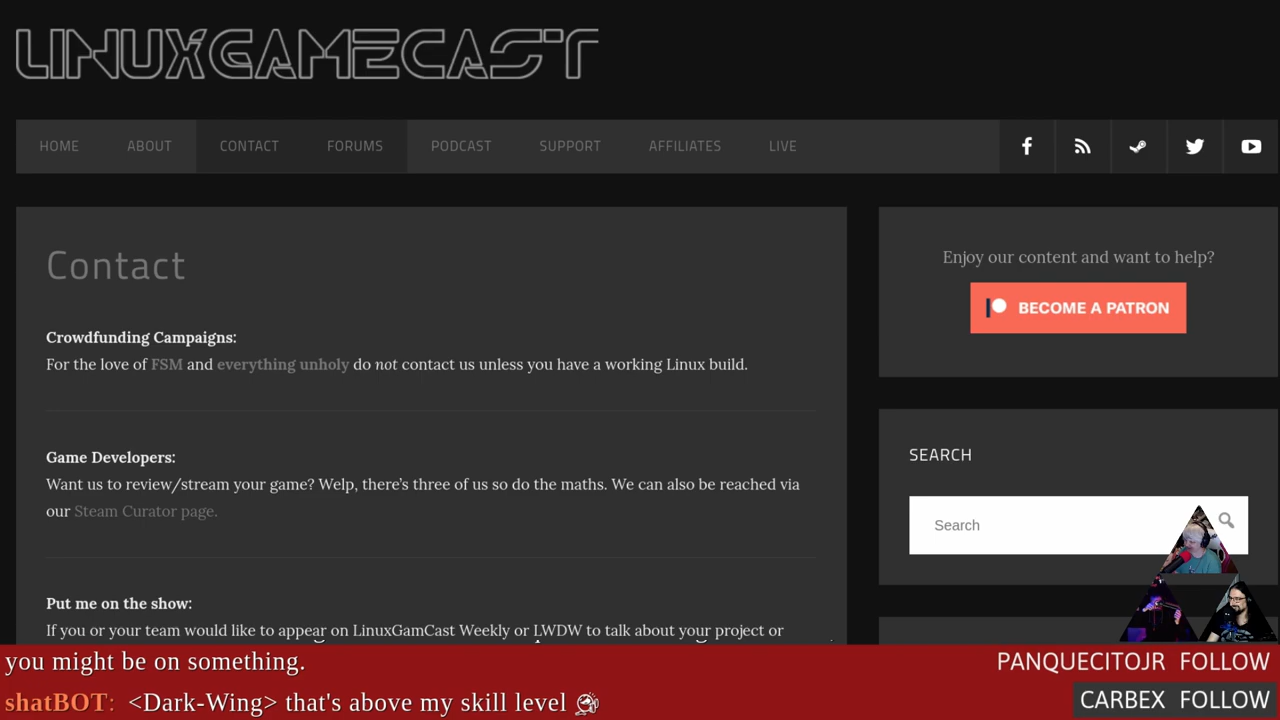 LINUXGAMECAST
HOME ABOUT CONTACT FORUMS PODCAST SUPPORT AFFILIATES LIVE
Contact
Crowdfunding Campaigns:
For the love of FSM and everything unholy do not contact us unless you have a working Linux build.
Game Developers:
Want us to review/stream your game? Welp, there’s three of us so do the maths. We can also be reached via
our Steam Curator page.
Put me on the show:
If you or your team would like to appear on LinuxGamCast Weekly or LWDW to talk about your project or
Enjoy our content and want to help?
BECOME A PATRON
SEARCH
Search
you might be on something.
shatBOT: <Dark-Wing> that's above my skill level
PANQUECITOJR FOLLOW
CARBEX FOLLOW